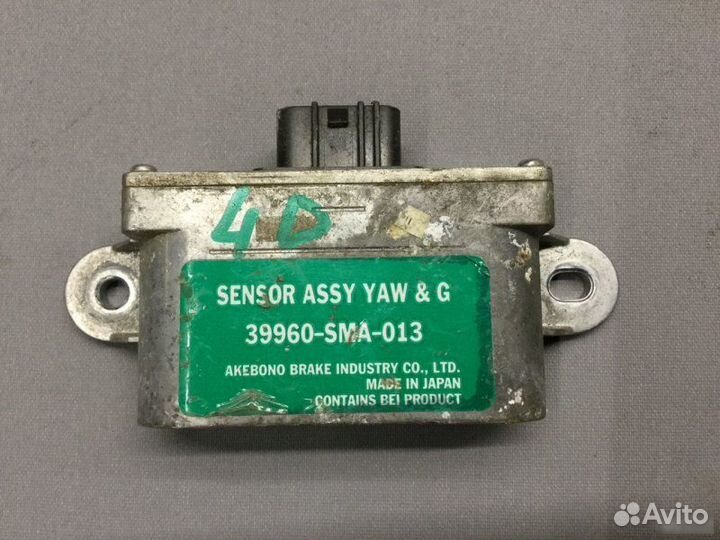 4D
SENSOR ASSY YAW & G
39960-SMA-013
AKEBONO BRAKE INDUSTRY CO., LTD.
MADE IN JAPAN
CONTAINS BEI PRODUCT
Avito